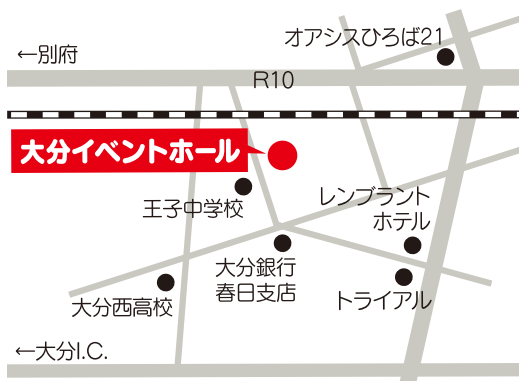 オアシスひろば21
←別府
R10
大分イベントホール
王子中学校
レンブラント
ホテル
大分銀行
春日支店
トライアル
大分西高校
←大分I.C.